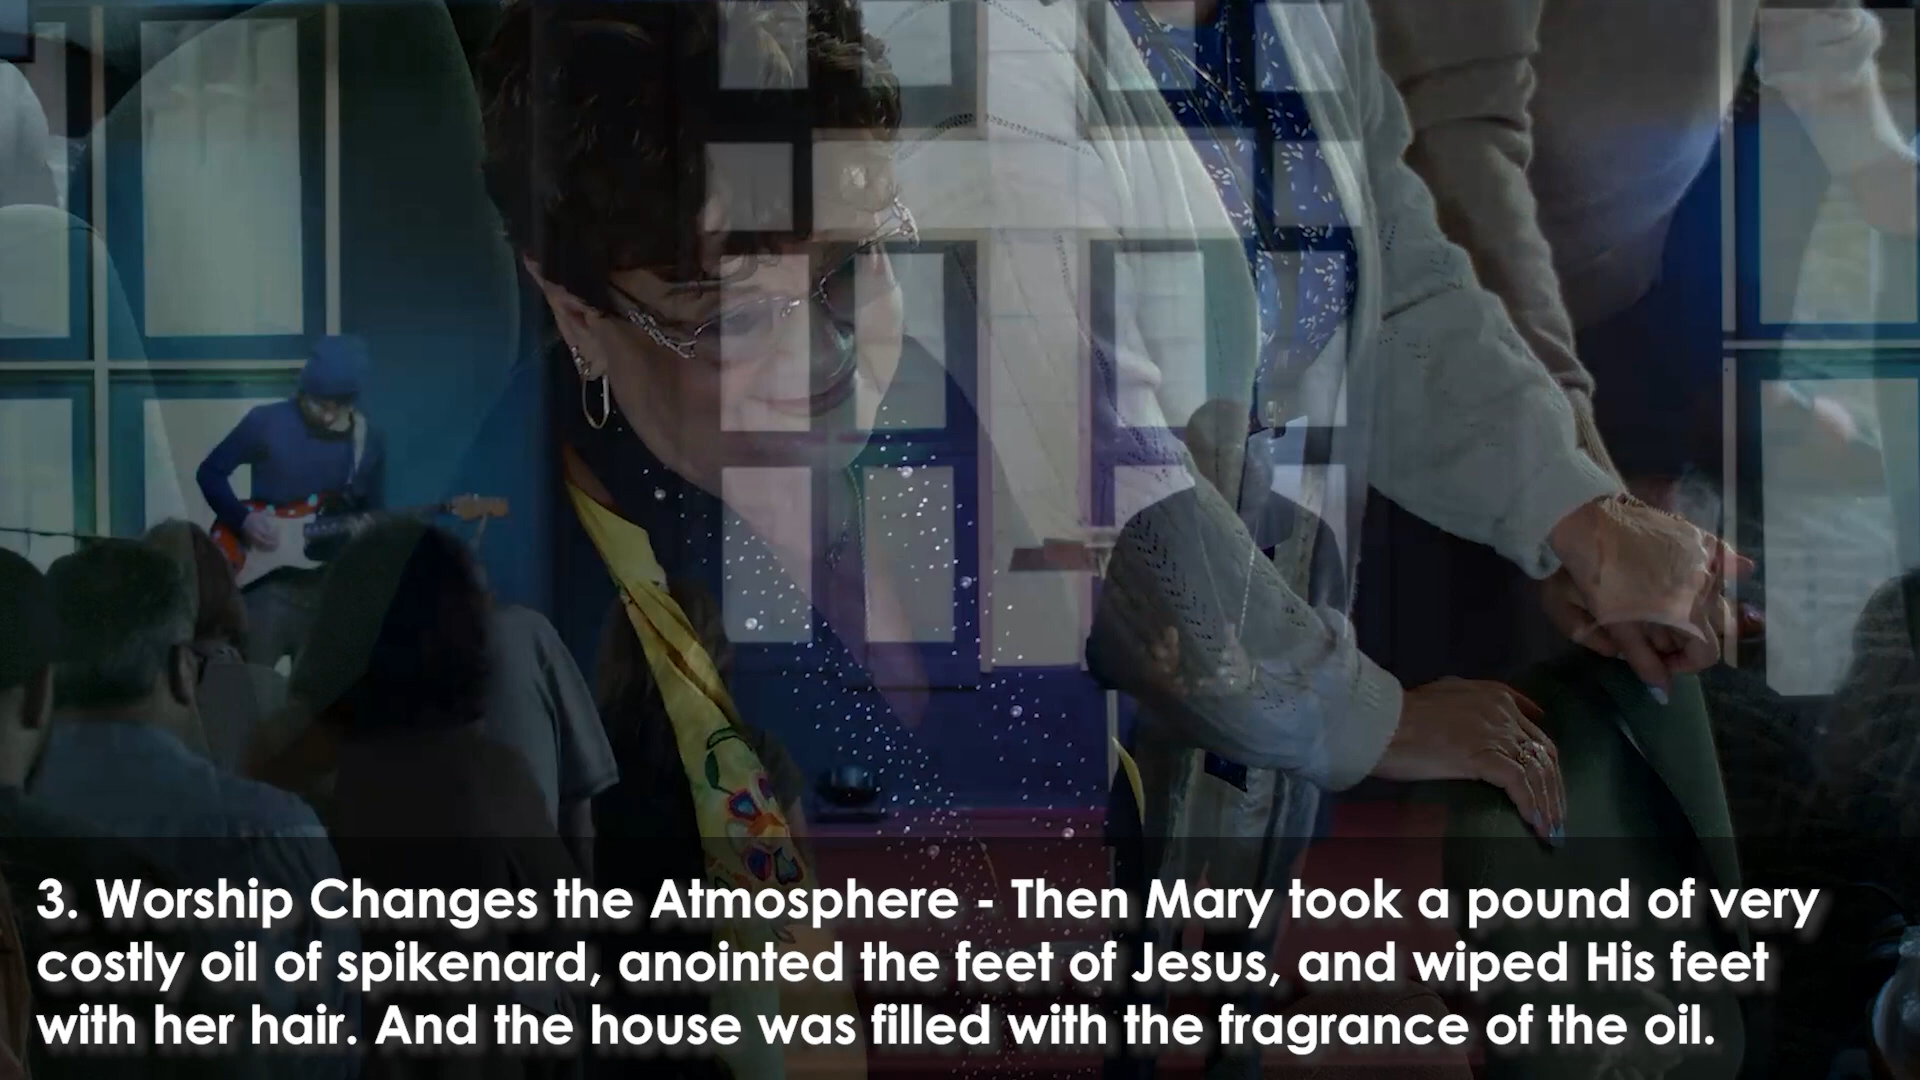 3. Worship Changes the Atmosphere - Then Mary took a pound of very
costly oil of spikenard, anointed the feet of Jesus, and wiped His feet
with her hair. And the house was filled with the fragrance of the oil.